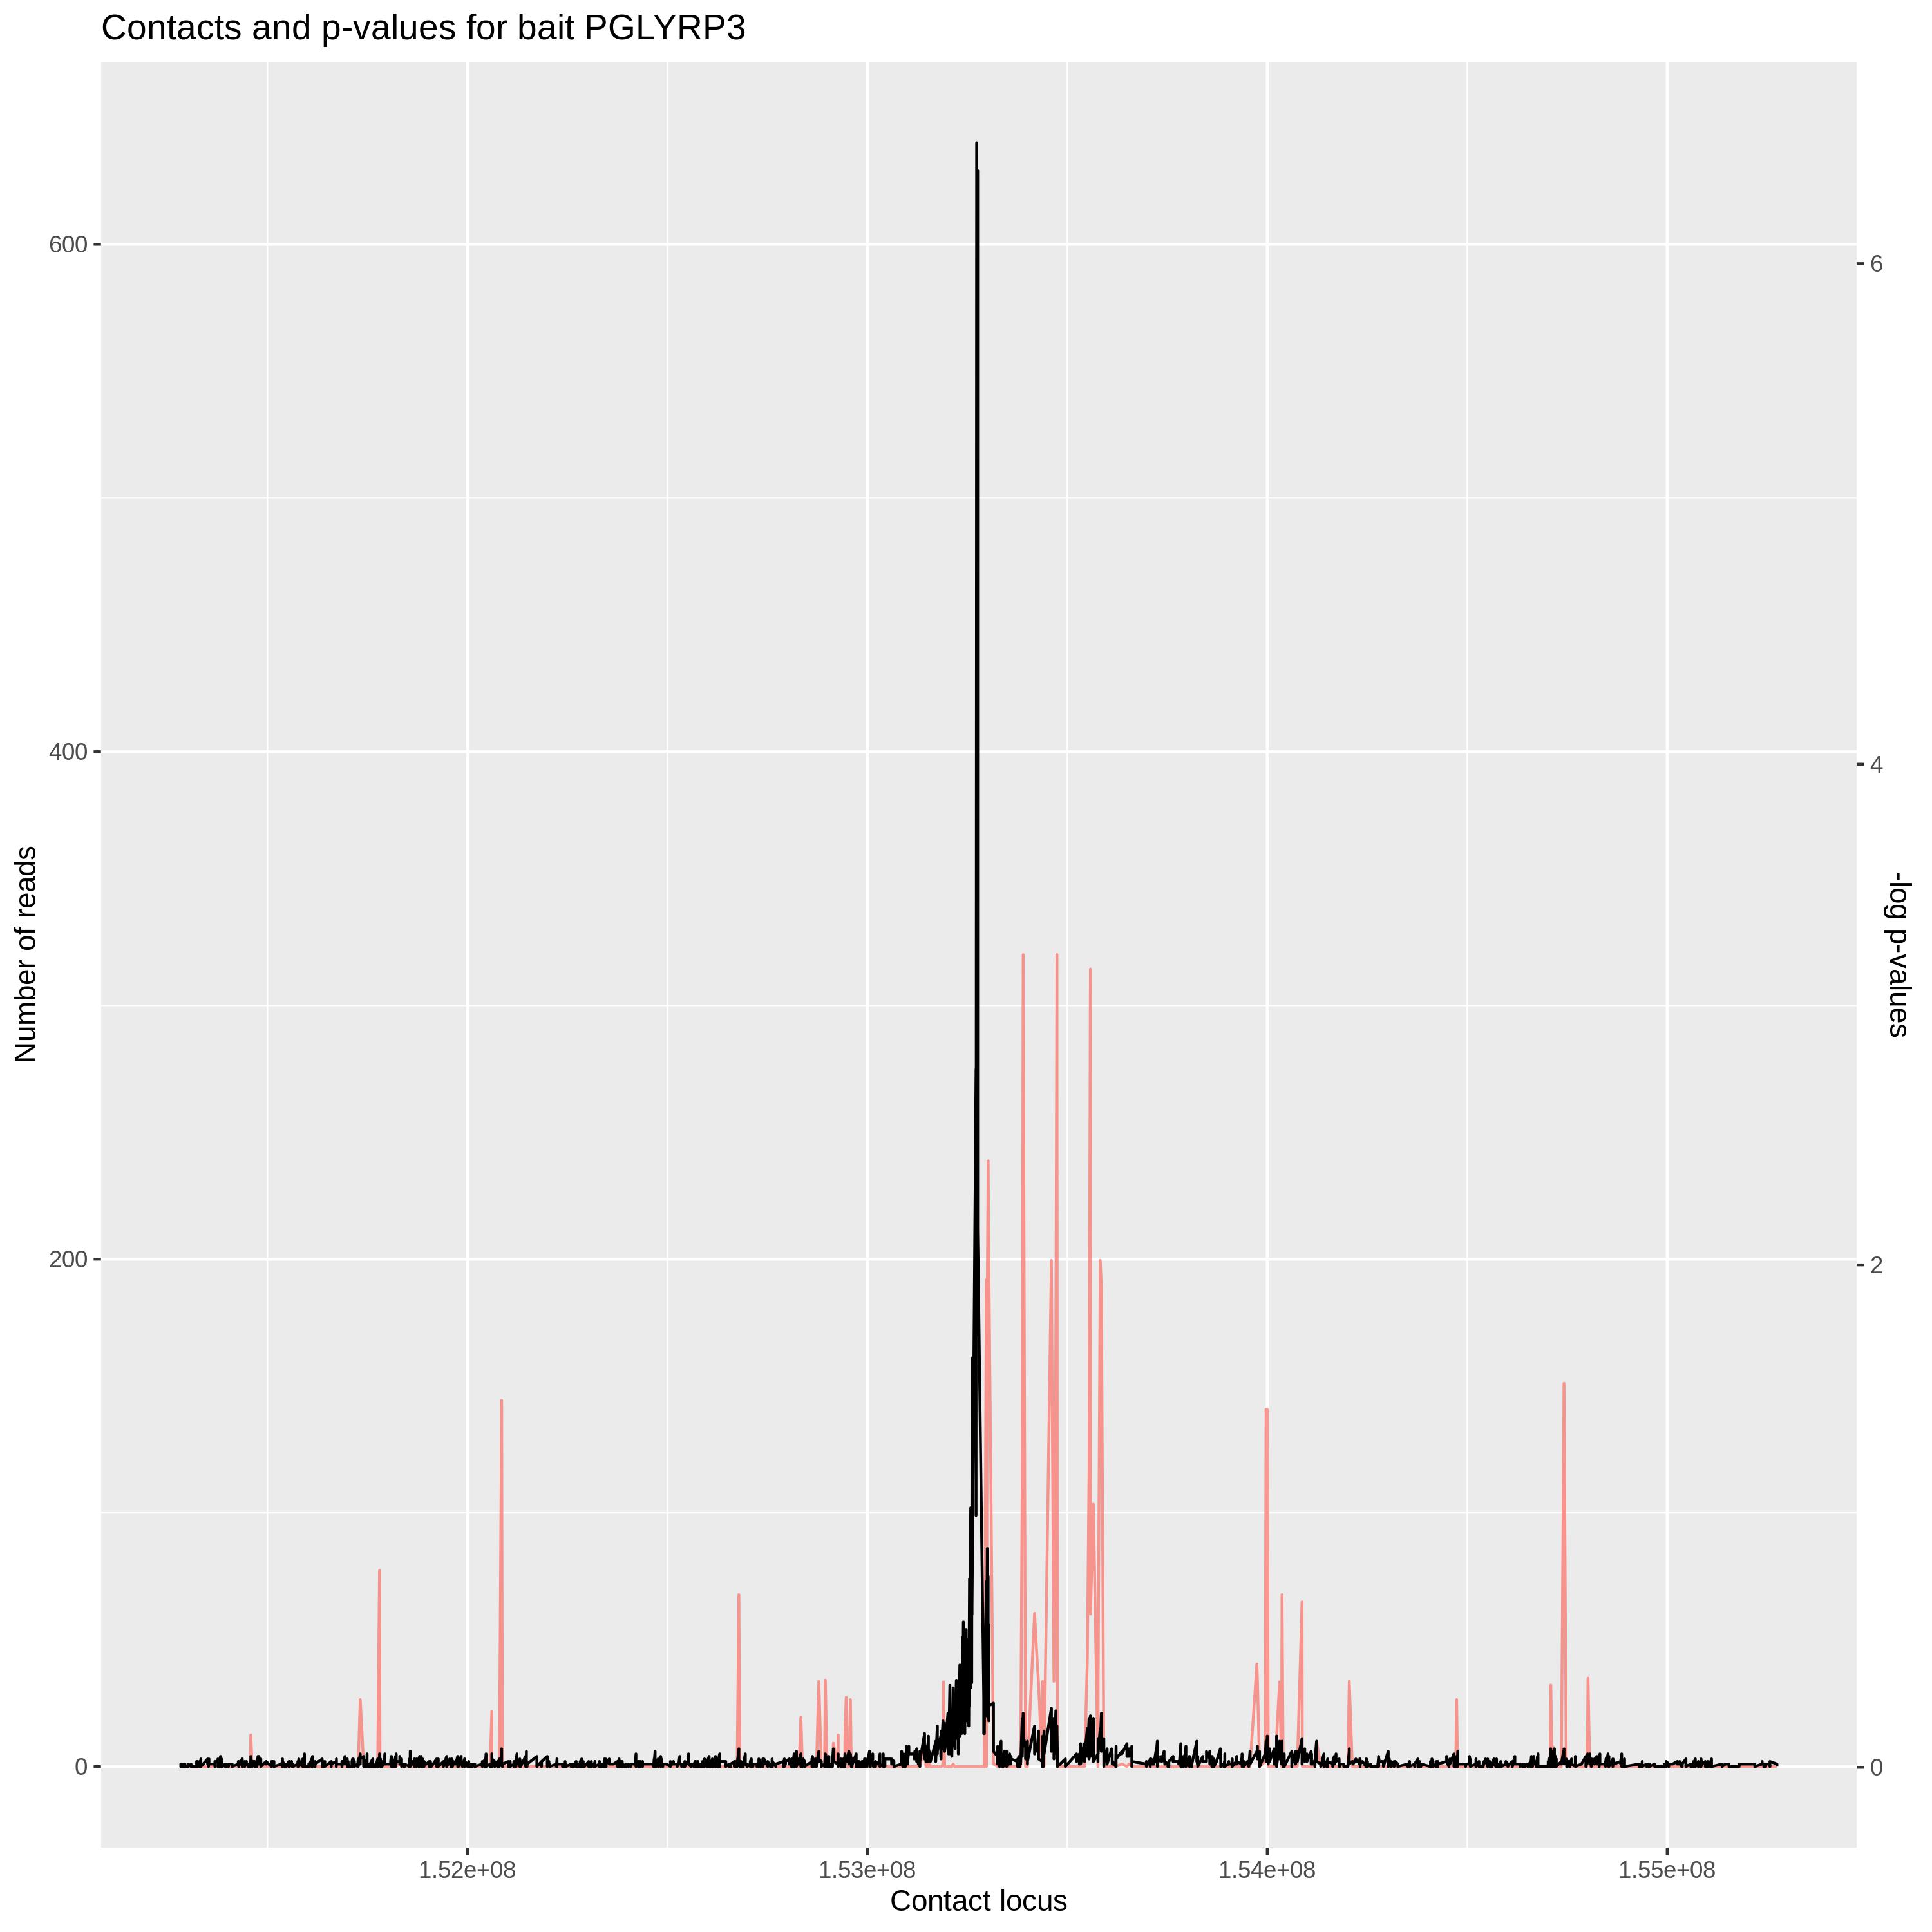 Contacts and p-values for bait PGLYRP3
600
400
200
0
6
4
2
0
Number of reads
-log p-values
1.52e+08
1.53e+08
1.54e+08
1.55e+08
Contact locus